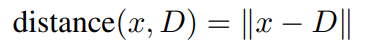 distance(x, D) = ‖x − D‖